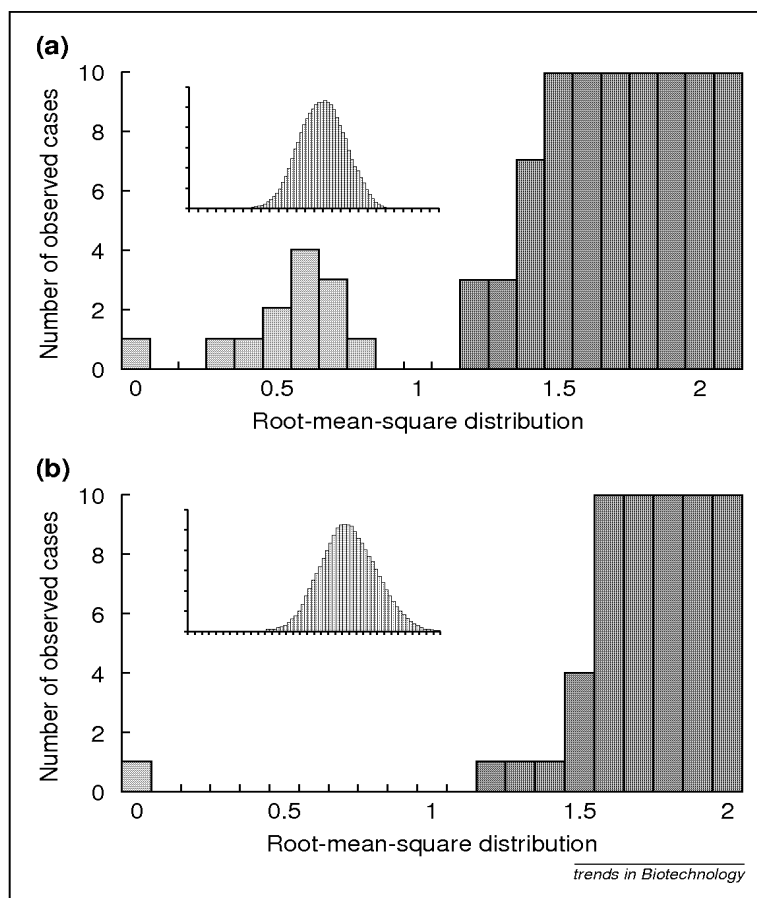 (a)
10
8
6
4
2
0
Number of observed cases
0 0.5 1 1.5 2
Root-mean-square distribution
(b)
10
8
6
4
2
0
Number of observed cases
0 0.5 1 1.5 2
Root-mean-square distribution
trends in Biotechnology